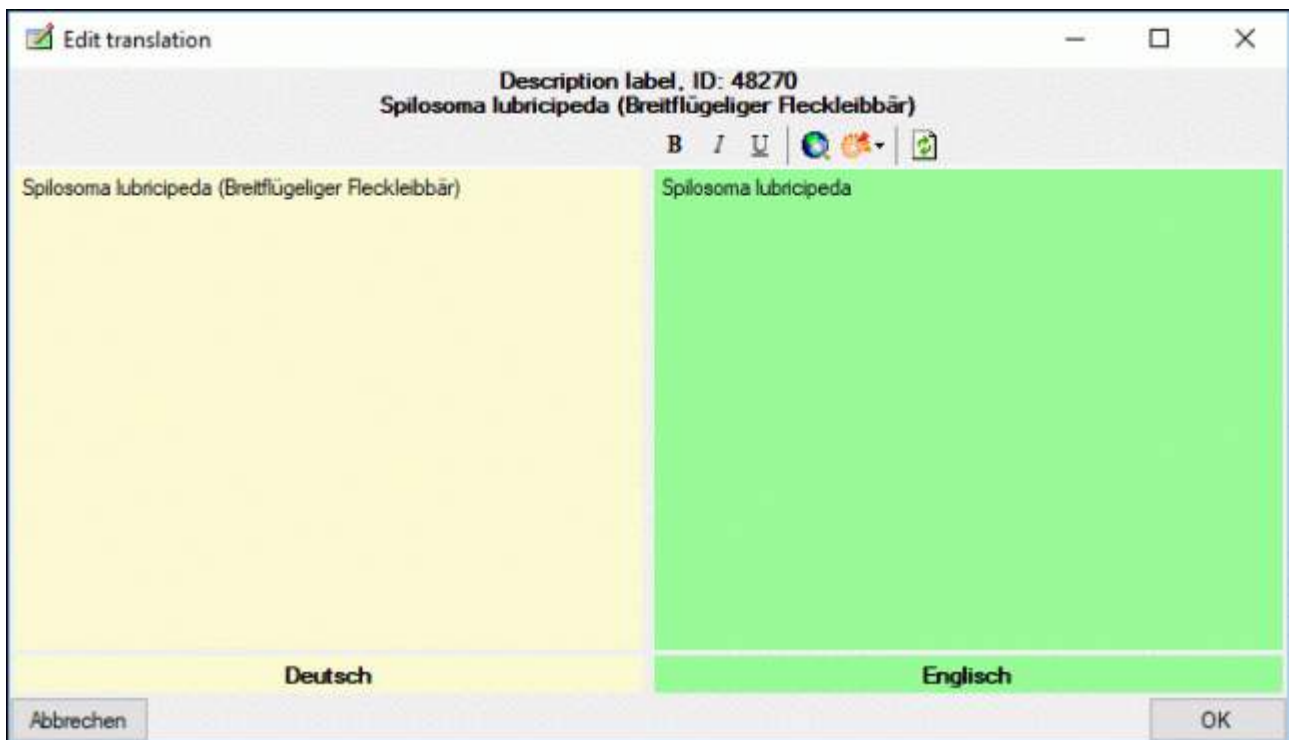 Edit translation
Description label, ID: 48270
Spilosoma lubricipeda (Breitflügeliger Fleckleibbär)
B I U
Spilosoma lubricipeda (Breitflügeliger Fleckleibbär)
Spilosoma lubricipeda
Deutsch
Englisch
Abbrechen
OK